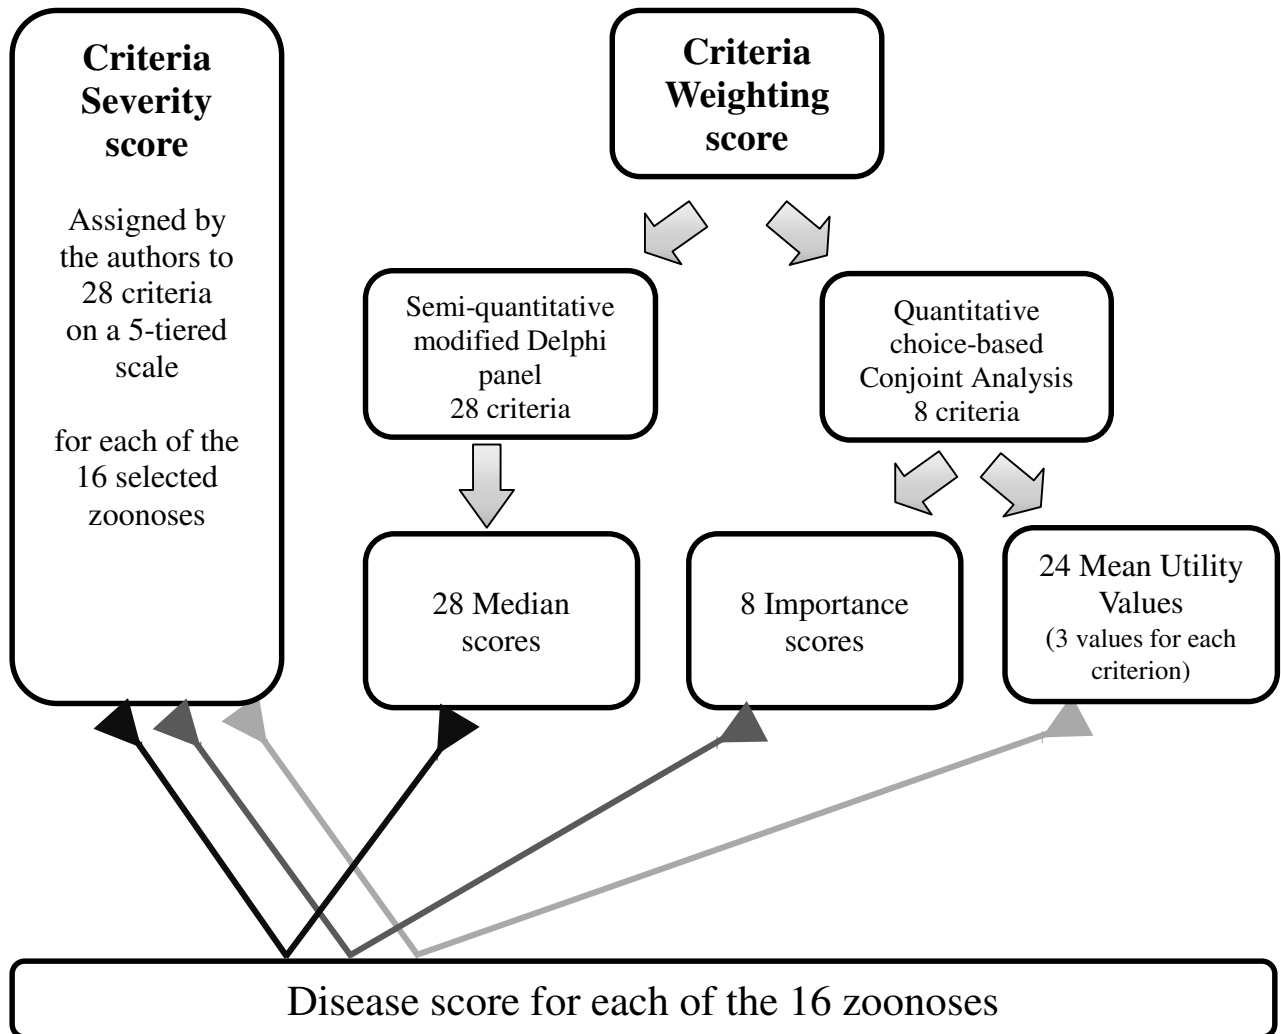 Criteria
Severity
score
Assigned by
the authors to
28 criteria
on a 5-tiered
scale
for each of the
16 selected
zoonoses
Criteria
Weighting
score
Semi-quantitative
modified Delphi
panel
28 criteria
Quantitative
choice-based
Conjoint Analysis
8 criteria
28 Median
scores
8 Importance
scores
24 Mean Utility
Values
(3 values for each
criterion)
Disease score for each of the 16 zoonoses